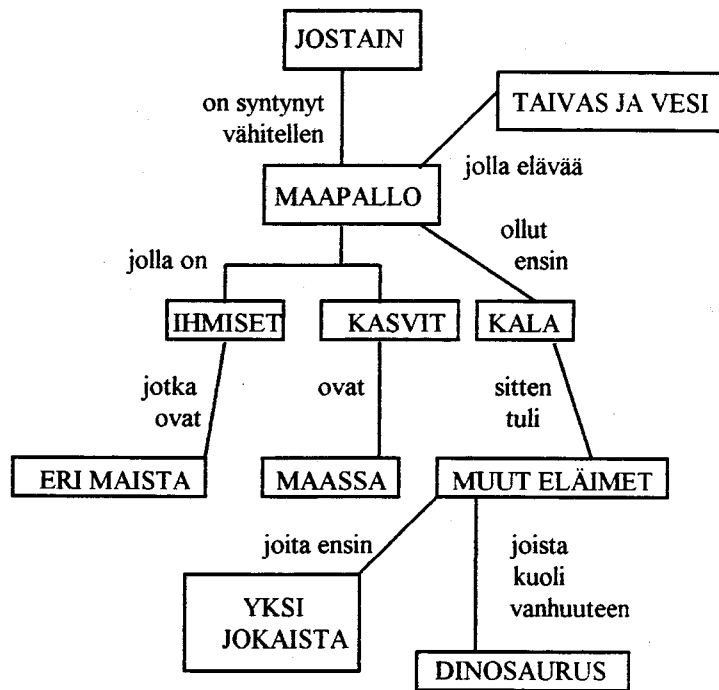 JOSTAIN
on syntynyt
vähitellen
TAIVAS JA VESI
jolla elävää
MAAPALLO
ollut
ensin
jolla on
IHMISET
KASVIT
KALA
jotka
ovat
ovat
sitten
tuli
ERI MAISTA
MAASSA
MUUT ELÄIMET
joita ensin
joista
kuoli
vanhuuteen
YKSI
JOKAISTA
DINOSAURUS